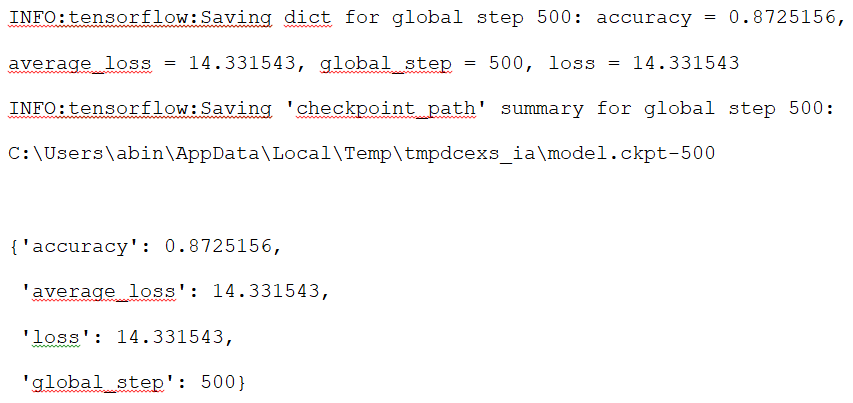 INFO:tensorflow:Saving dict for global step 500: accuracy = 0.8725156,
average_loss = 14.331543, global_step = 500, loss = 14.331543
INFO:tensorflow:Saving 'checkpoint_path' summary for global step 500:
C:\Users\abin\AppData\Local\Temp\tmpdcexs_ia\model.ckpt-500
{'accuracy': 0.8725156,
'average_loss': 14.331543,
'loss': 14.331543,
'global_step': 500}